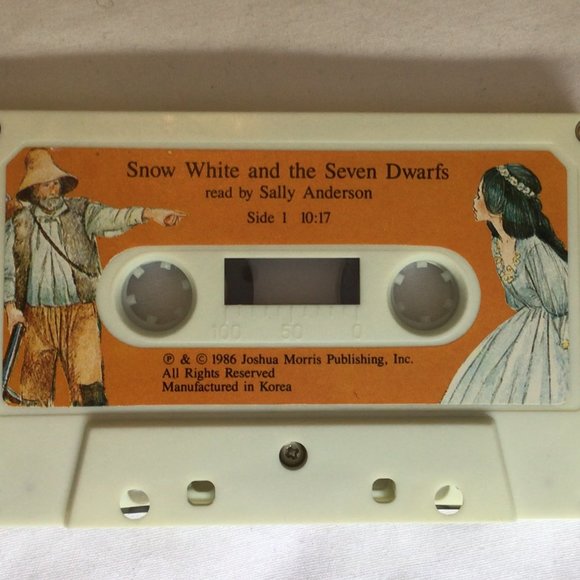 Snow White and the Seven Dwarfs
read by Sally Anderson
Side 1 10:17
100 50 0
℗ & © 1986 Joshua Morris Publishing, Inc.
All Rights Reserved
Manufactured in Korea